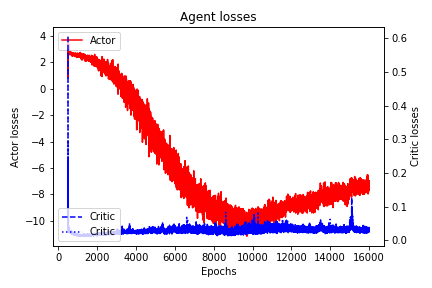 Agent losses
Actor
Critic
Critic
4
2
0
−2
−4
−6
−8
−10
Actor losses
0.6
0.5
0.4
0.3
0.2
0.1
0.0
Critic losses
0 2000 4000 6000 8000 10000 12000 14000 16000
Epochs